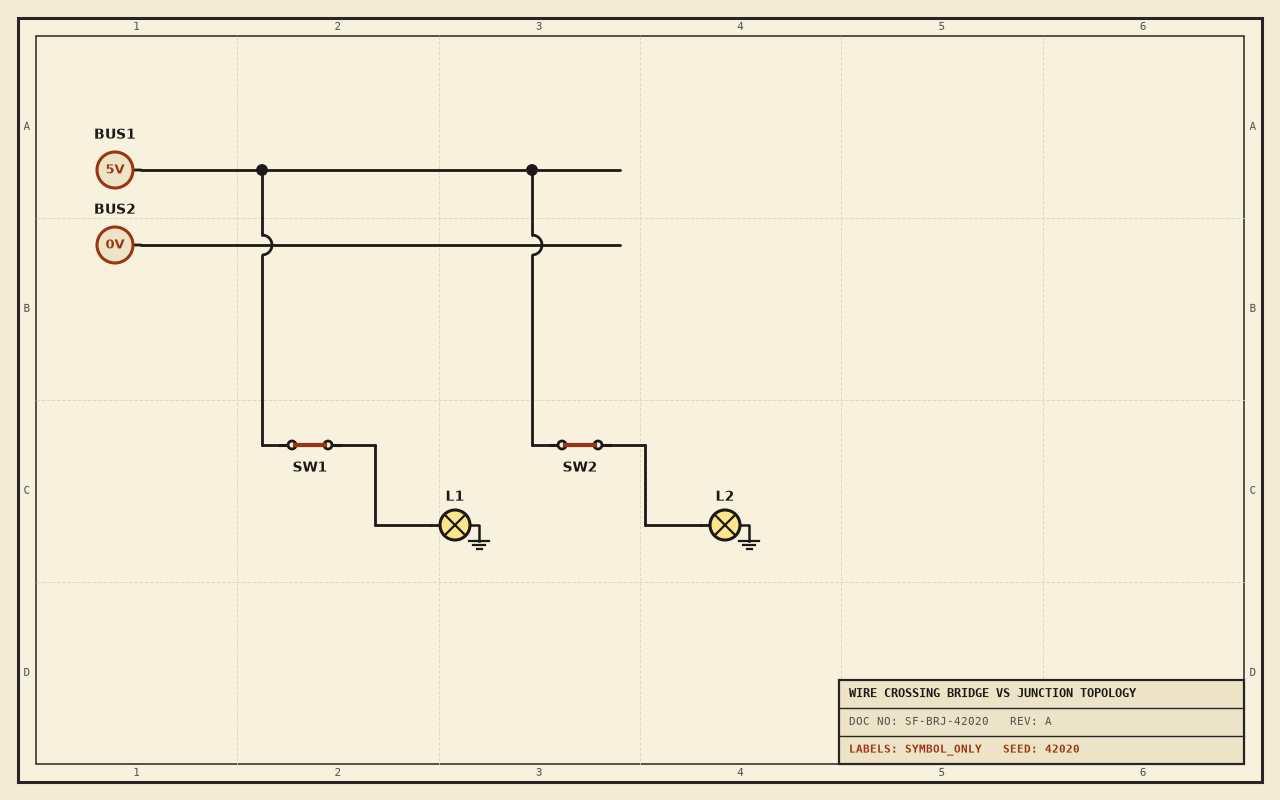 1 2 3 4 5 6
A A
BUS1
5V
BUS2
0V
B B
SW1 SW2
C C
L1 L2
D D
WIRE CROSSING BRIDGE VS JUNCTION TOPOLOGY
DOC NO: SF-BRJ-42020 REV: A
LABELS: SYMBOL_ONLY SEED: 42020
1 2 3 4 5 6